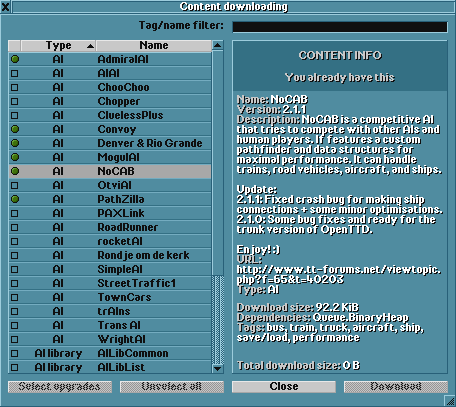 Content downloading
Tag/name filter:
Type Name
AI AdmiralAI
AI AIAI
AI ChooChoo
AI Chopper
AI CluelessPlus
AI Convoy
AI Denver & Rio Grande
AI MogulAI
AI NoCAB
AI OtviAI
AI PathZilla
AI PAXLink
AI RoadRunner
AI rocketAI
AI Rondje om de kerk
AI SimpleAI
AI StreetTraffic1
AI TownCars
AI trAIns
AI Trans AI
AI WrightAI
AI library AILibCommon
AI library AILibList
Select upgrades
Unselect all
CONTENT INFO
You already have this
Name: NoCAB
Version: 2.1.1
Description: NoCAB is a competitive AI
that tries to compete with other AIs and
human players. If features a custom
pathfinder and data structures for
maximal performance. It can handle
trains, road vehicles, aircraft, and ships.
Update:
2.1.1: Fixed crash bug for making ship
connections + some minor optimisations.
2.1.0: Some bug fixes and ready for the
trunk version of OpenTTD.
Enjoy! :)
URL:
http://www.tt-forums.net/viewtopic.
php?f=65&t=40203
Type: AI
Download size: 92.2 KiB
Dependencies: Queue.BinaryHeap
Tags: bus, train, truck, aircraft, ship,
save/load, performance
Total download size: 0 B
Close
Download